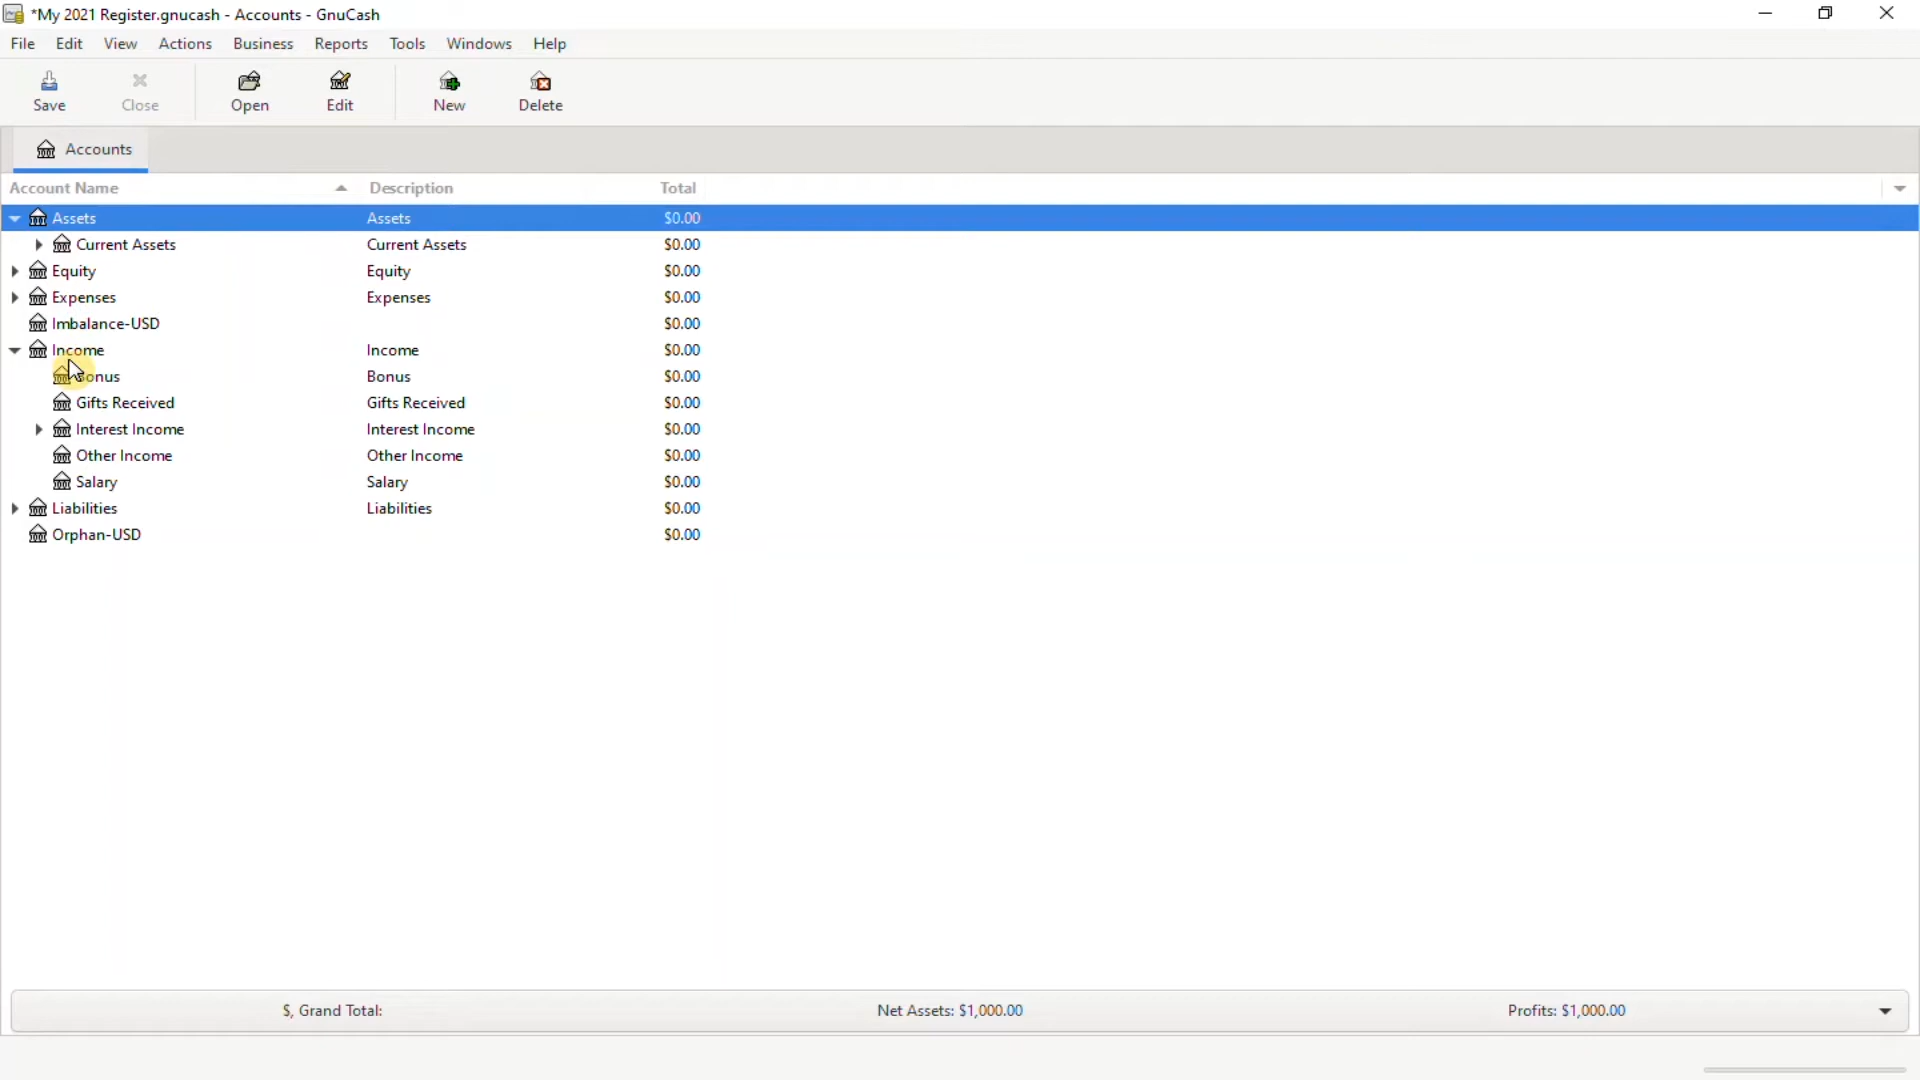 *My 2021 Register.gnucash - Accounts - GnuCash
File Edit View Actions Business Reports Tools Windows Help
Save Close Open Edit New Delete
Accounts
Account Name Description Total
Assets Assets $0.00
Current Assets Current Assets $0.00
Equity Equity $0.00
Expenses Expenses $0.00
Imbalance-USD $0.00
Income Income $0.00
Bonus Bonus $0.00
Gifts Received Gifts Received $0.00
Interest Income Interest Income $0.00
Other Income Other Income $0.00
Salary Salary $0.00
Liabilities Liabilities $0.00
Orphan-USD $0.00
$, Grand Total: Net Assets: $1,000.00 Profits: $1,000.00